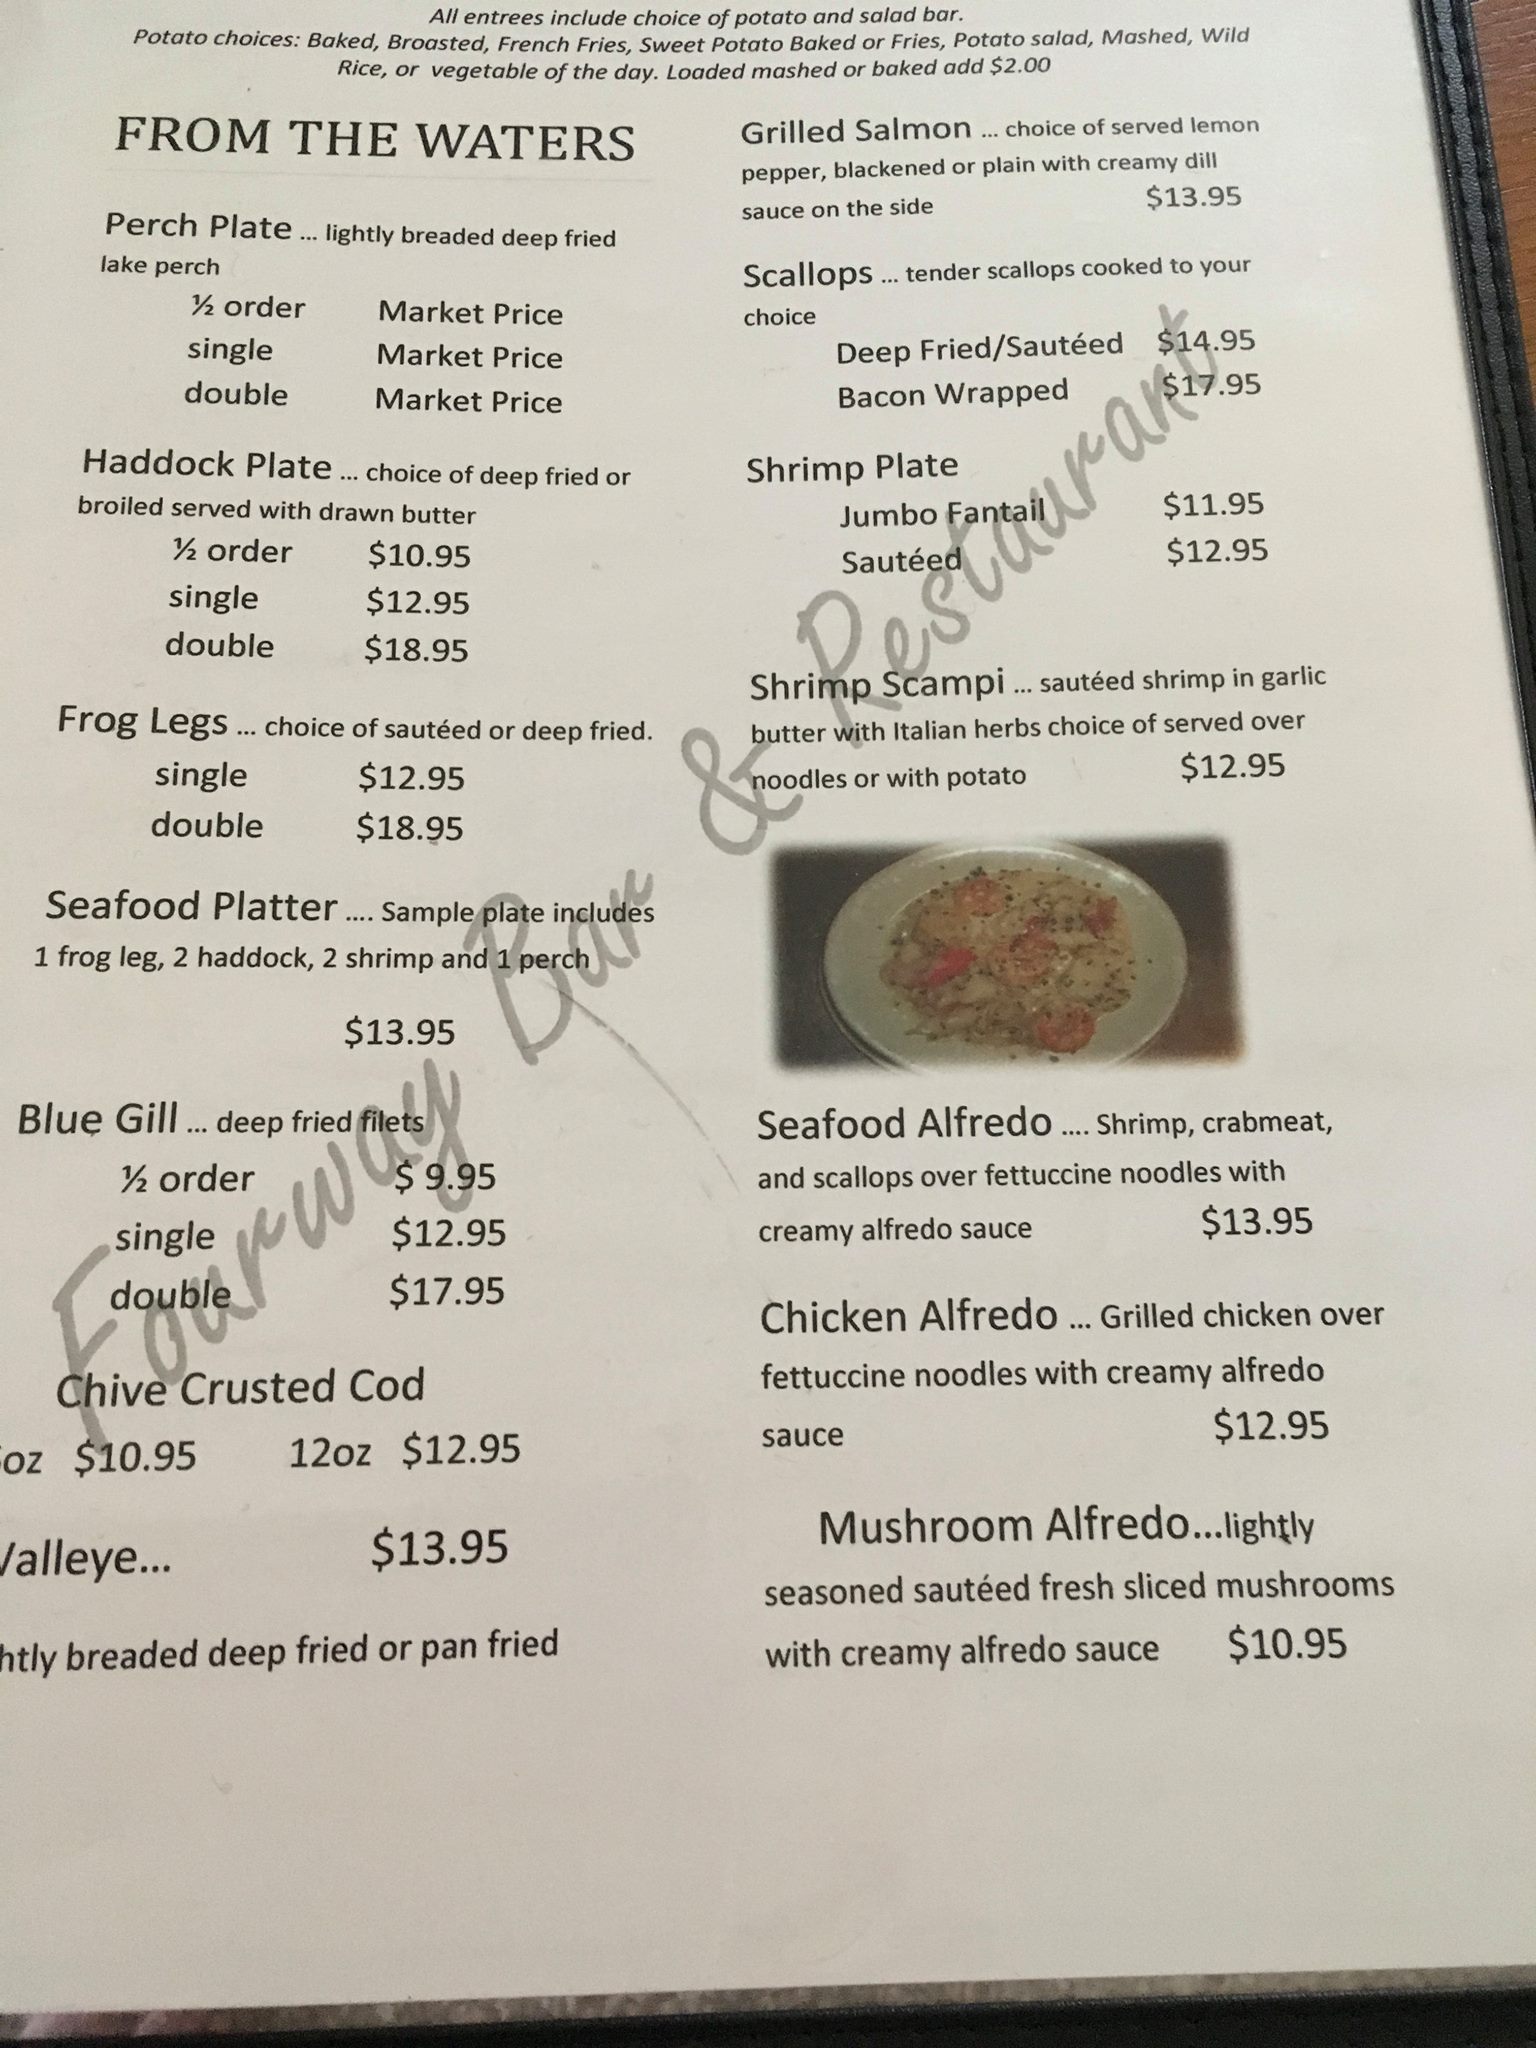 All entrees include choice of potato and salad bar.
Potato choices: Baked, Broasted, French Fries, Sweet Potato Baked or Fries, Potato salad, Mashed, Wild
Rice, or vegetable of the day. Loaded mashed or baked add $2.00
FROM THE WATERS
Perch Plate ... lightly breaded deep fried
lake perch
½ order Market Price
single Market Price
double Market Price
Haddock Plate ... choice of deep fried or
broiled served with drawn butter
½ order $10.95
single $12.95
double $18.95
Frog Legs ... choice of sautéed or deep fried.
single $12.95
double $18.95
Seafood Platter .... Sample plate includes
1 frog leg, 2 haddock, 2 shrimp and 1 perch
$13.95
Blue Gill ... deep fried filets
½ order $ 9.95
single $12.95
double $17.95
Chive Crusted Cod
oz $10.95 12oz $12.95
alleye... $13.95
htly breaded deep fried or pan fried
Grilled Salmon ... choice of served lemon
pepper, blackened or plain with creamy dill
sauce on the side $13.95
Scallops ... tender scallops cooked to your
choice
Deep Fried/Sautéed $14.95
Bacon Wrapped $17.95
Shrimp Plate
Jumbo Fantail $11.95
Sautéed $12.95
Shrimp Scampi ... sautéed shrimp in garlic
butter with Italian herbs choice of served over
noodles or with potato $12.95
Seafood Alfredo .... Shrimp, crabmeat,
and scallops over fettuccine noodles with
creamy alfredo sauce $13.95
Chicken Alfredo ... Grilled chicken over
fettuccine noodles with creamy alfredo
sauce $12.95
Mushroom Alfredo...lightly
seasoned sautéed fresh sliced mushrooms
with creamy alfredo sauce $10.95
Fourway Bar & Restaurant